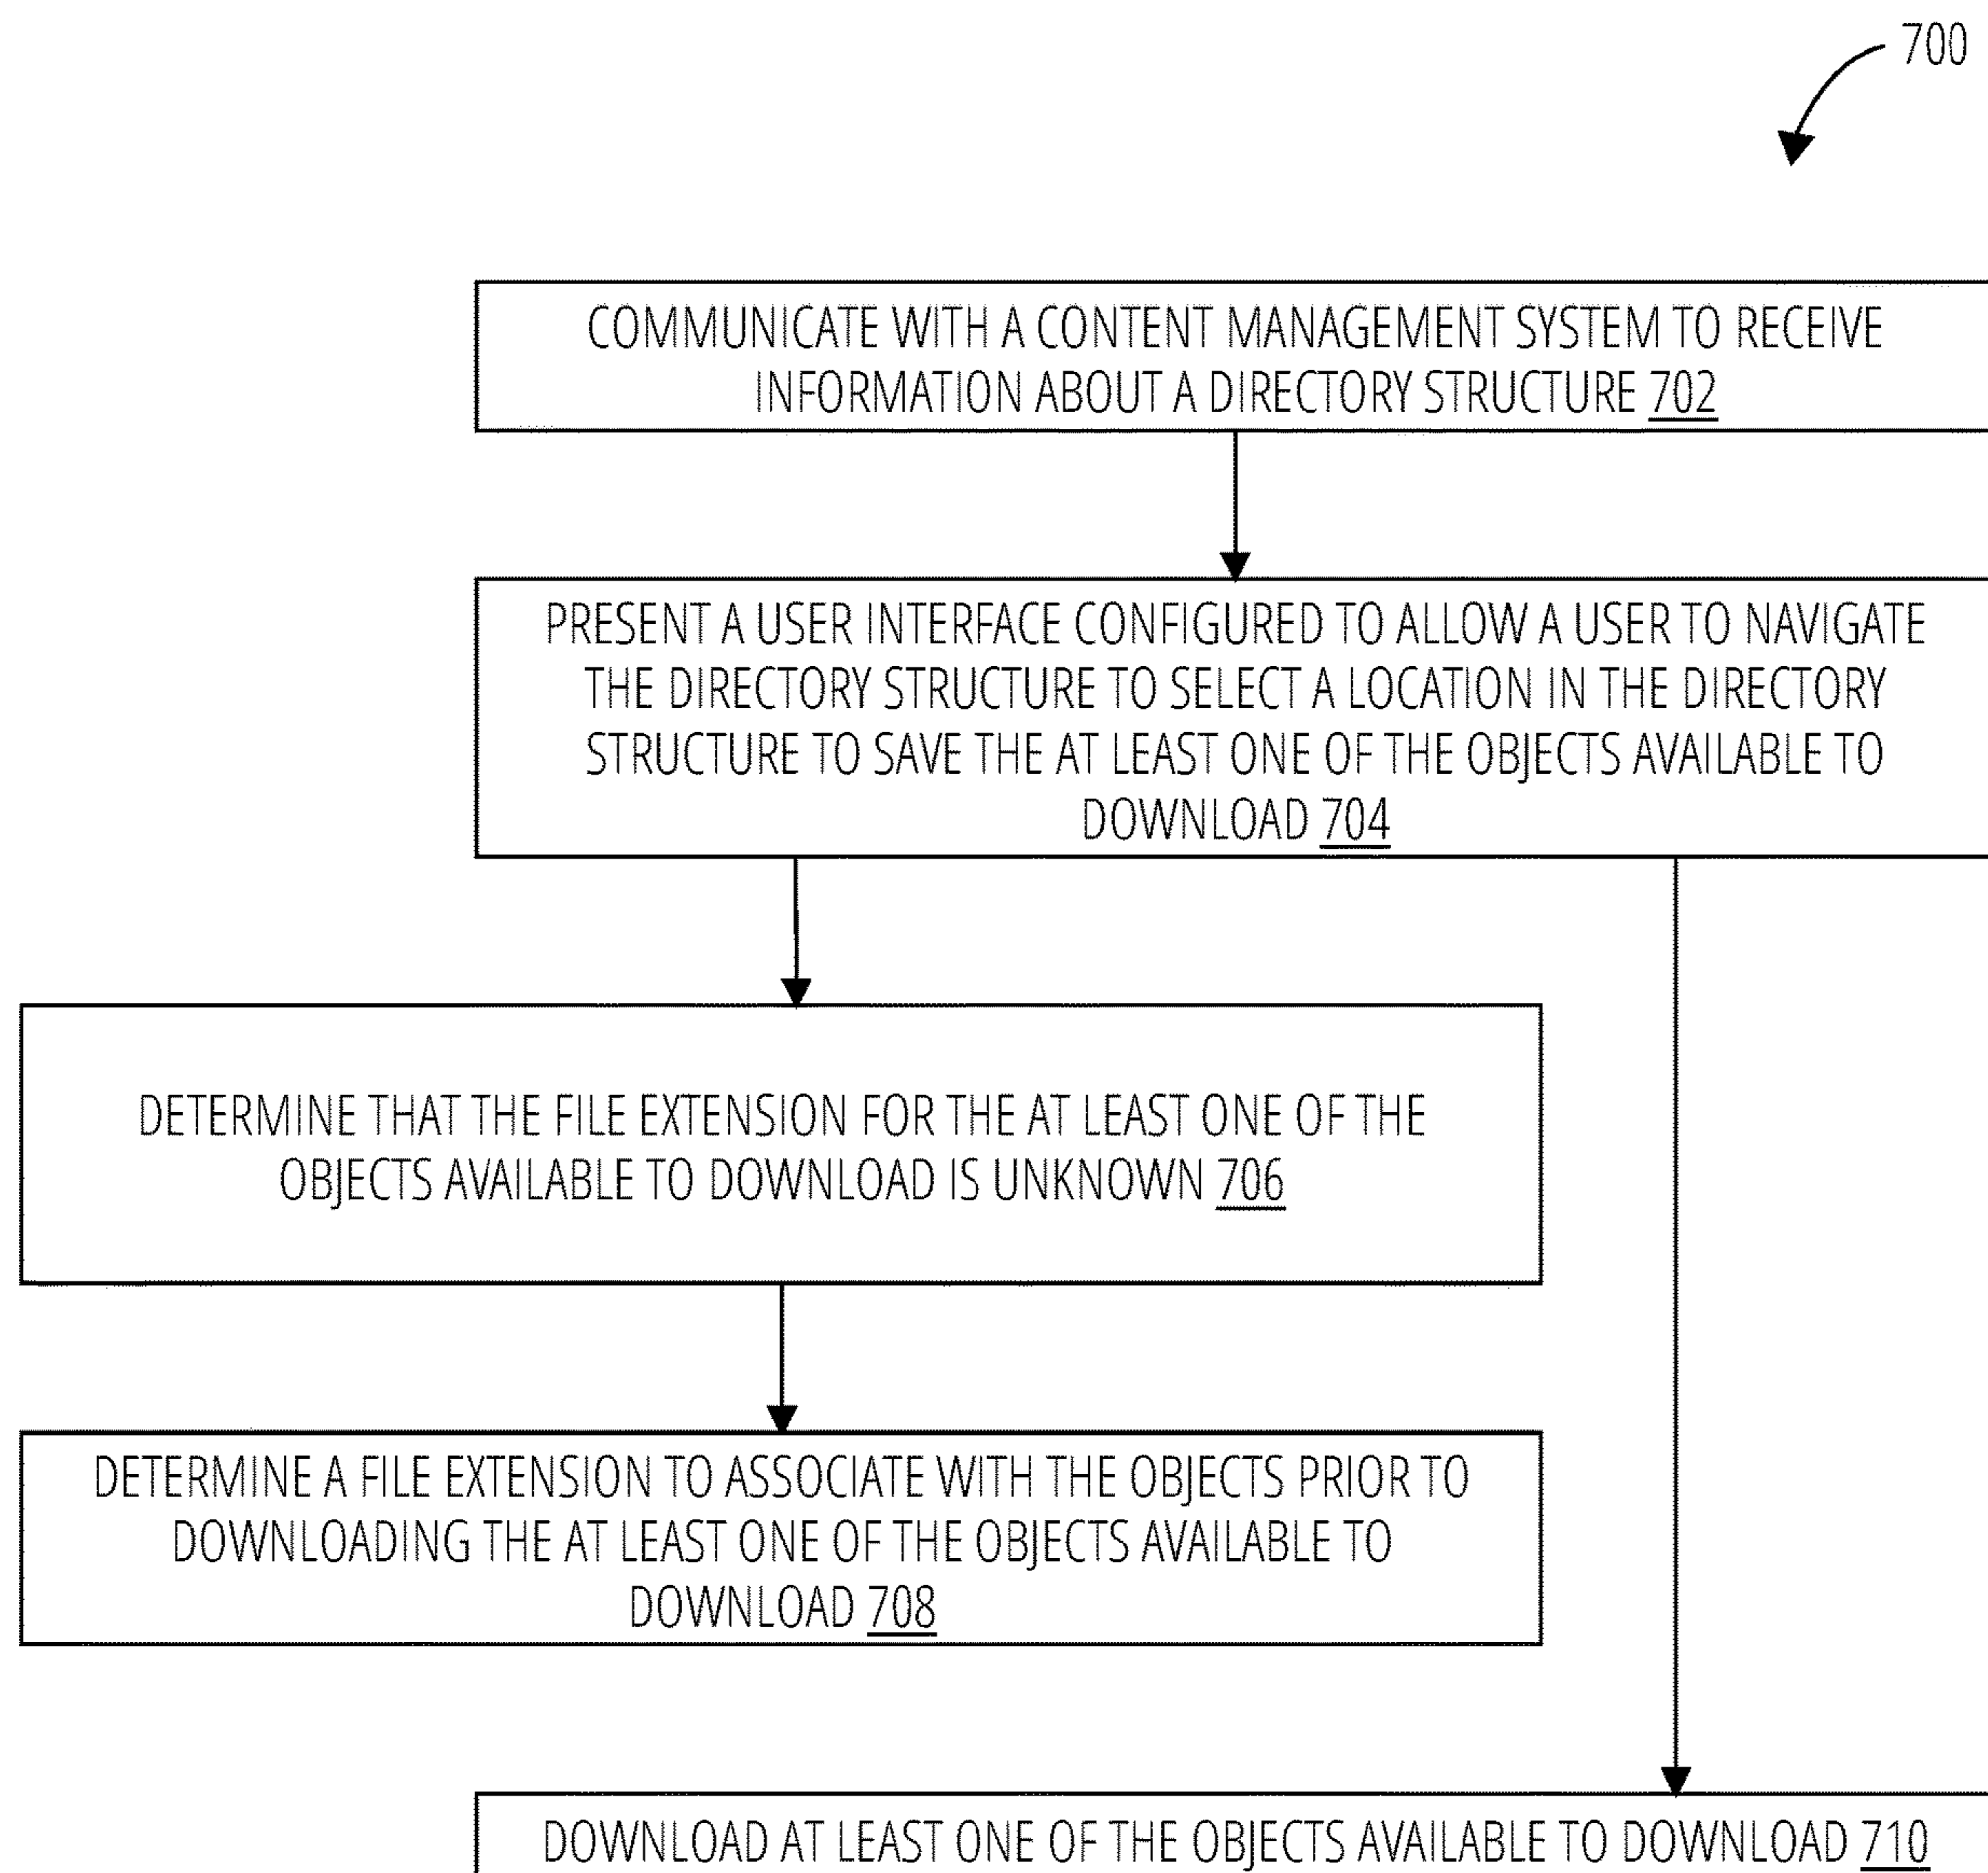 700
COMMUNICATE WITH A CONTENT MANAGEMENT SYSTEM TO RECEIVE
INFORMATION ABOUT A DIRECTORY STRUCTURE 702
PRESENT A USER INTERFACE CONFIGURED TO ALLOW A USER TO NAVIGATE
THE DIRECTORY STRUCTURE TO SELECT A LOCATION IN THE DIRECTORY
STRUCTURE TO SAVE THE AT LEAST ONE OF THE OBJECTS AVAILABLE TO
DOWNLOAD 704
DETERMINE THAT THE FILE EXTENSION FOR THE AT LEAST ONE OF THE
OBJECTS AVAILABLE TO DOWNLOAD IS UNKNOWN 706
DETERMINE A FILE EXTENSION TO ASSOCIATE WITH THE OBJECTS PRIOR TO
DOWNLOADING THE AT LEAST ONE OF THE OBJECTS AVAILABLE TO
DOWNLOAD 708
DOWNLOAD AT LEAST ONE OF THE OBJECTS AVAILABLE TO DOWNLOAD 710